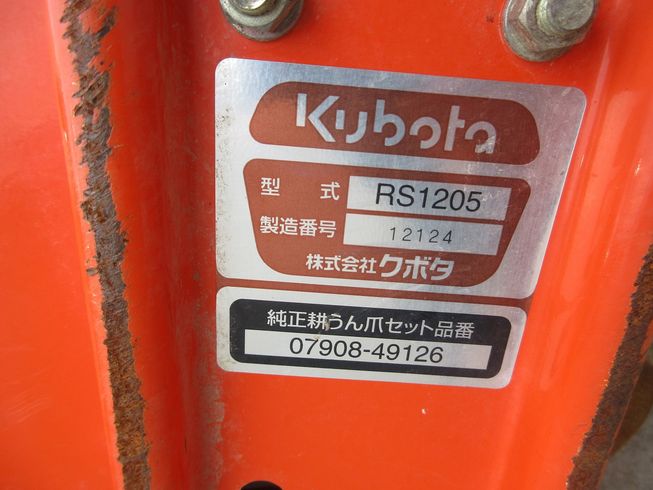 Kubota
型 式 RS1205
製造番号 12124
株式会社クボタ
純正耕うん爪セット品番
07908-49126